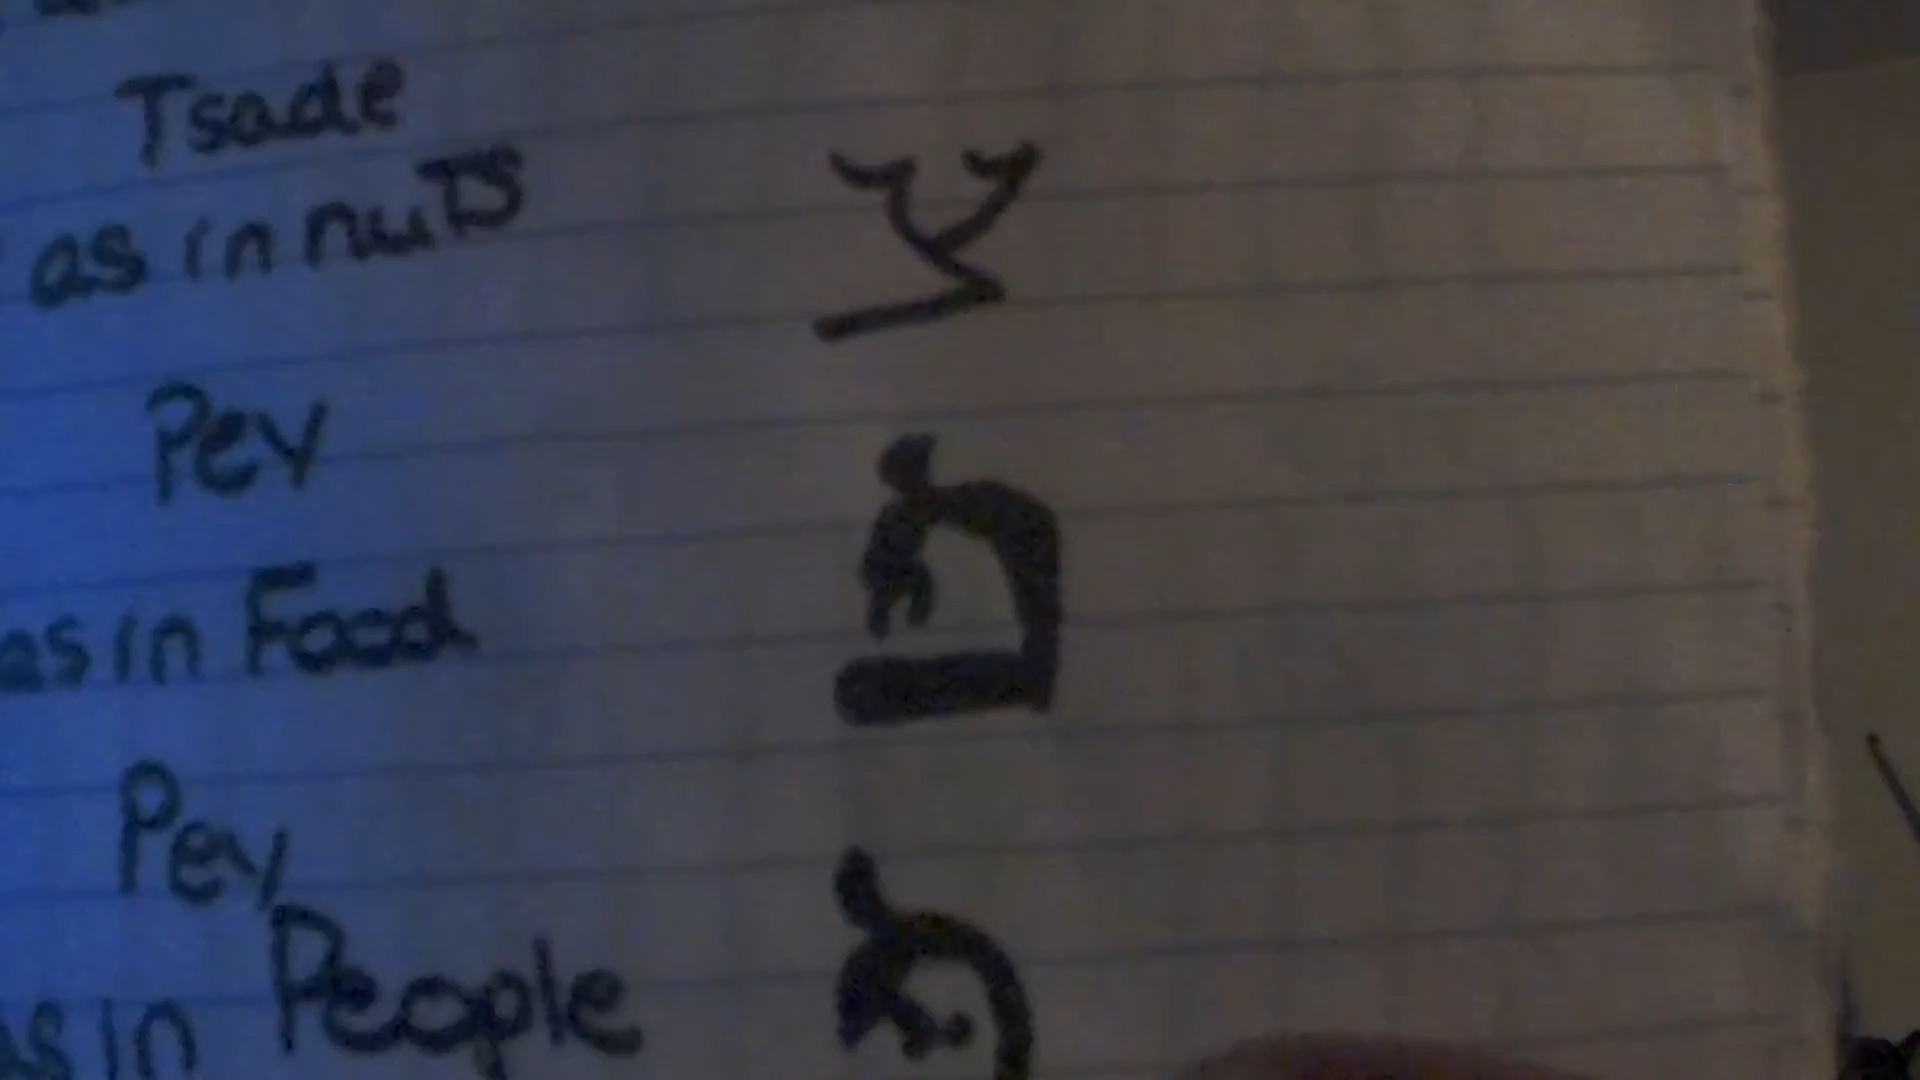 Tsade
as in nuTS צ
Pey
as in Food פ
Pey
as in People פ